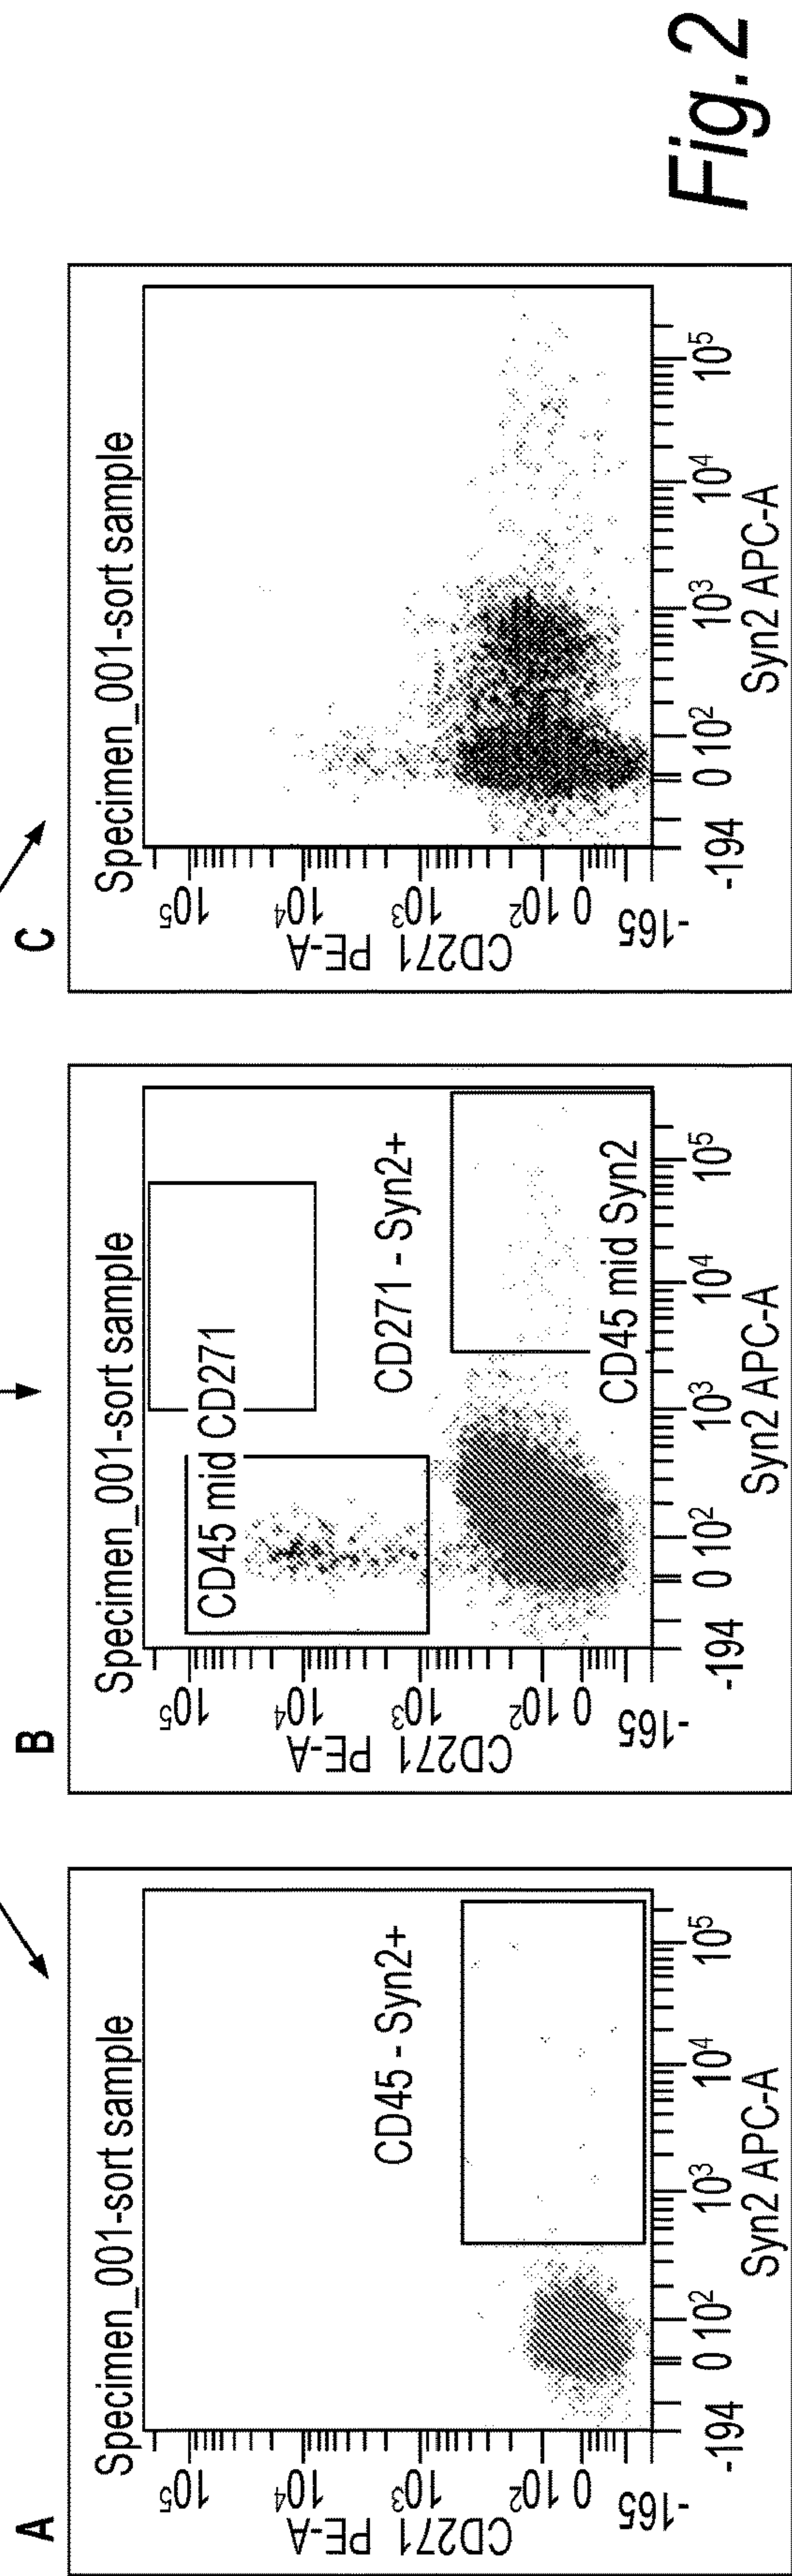 A
Specimen_001-sort sample
CD45 - Syn2+
CD271 PE-A
10⁵
10⁴
10³
10²
0
-165
-194
0 10² 10³ 10⁴ 10⁵
Syn2 APC-A
B
Specimen_001-sort sample
CD45 mid CD271
CD271 - Syn2+
CD45 mid Syn2
CD271 PE-A
10⁵
10⁴
10³
10²
0
-165
-194
0 10² 10³ 10⁴ 10⁵
Syn2 APC-A
C
Specimen_001-sort sample
CD271 PE-A
10⁵
10⁴
10³
10²
0
-165
-194
0 10² 10³ 10⁴ 10⁵
Syn2 APC-A
Fig.2